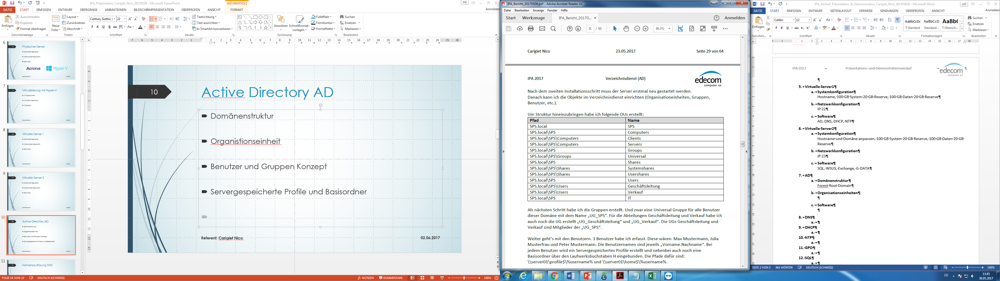 IPA_Präsentation_Carigiet_Nico_20170529 - Microsoft PowerPoint
ZEICHENTOOLS
DATEI START EINFÜGEN ENTWURF ÜBERGÄNGE ANIMATIONEN BILDSCHIRMPRÄSENTATION ÜBERPRÜFEN ANSICHT FORMAT
Anmelden
Einfügen
Ausschneiden
Kopieren
Format übertragen
Zwischenablage
Neue Folie
Layout
Zurücksetzen
Abschnitt
Folien
Century Gothic ( 22
F K U S abc AV Aa A
Schriftart
Textrichtung
Text ausrichten
In SmartArt konvertieren
Absatz
Anordnen
Schnellformat-
vorlagen
Fülleffekt
Formkontur
Formeffekte
Zeichnung
Suchen
Ersetzen
Markieren
Bearbeiten
6
Physischer Server
Systemkonfiguration
Netzwerkkonfiguration
Software
Acronis Hyper-V
7
Virtualisierung mit Hyper-V
8
Virtuelle Server 1
Systemkonfiguration
Netzwerkkonfiguration
Software
9
Virtuelle Server 2
Systemkonfiguration
Netzwerkkonfiguration
Software
10
Active Directory AD
Domänenstruktur
Organistionseinheit
Benutzer und Gruppen Konzept
Servergespeicherte Profile und Basisordner
11
Namensauflösung DNS
10
Active Directory AD
Domänenstruktur
Organistionseinheit
Benutzer und Gruppen Konzept
Servergespeicherte Profile und Basisordner
Referent: Carigiet Nico 02.06.2017
FOLIE 10 VON 22 DEUTSCH (SCHWEIZ) NOTIZEN KOMMENTARE 100%
IPA_Bericht_20170508.pdf - Adobe Acrobat Reader DC
Datei Bearbeiten Anzeige Fenster Hilfe
Start Werkzeuge IPA_Bericht_20170... × Anmelden
31 / 65 99.3%
Carigiet Nico 23.05.2017 Seite 29 von 64
IPA 2017 Verzeichnisdienst (AD)
edecom
computer sa
Nach dem zweiten Installationsschritt muss der Server erstmal neu gestartet werden.
Danach kann ich die Objekte im Verzeichnisdienst einrichten (Organisationeinheiten, Gruppen,
Benutzer, etc.).
Um Struktur hineinzubringen habe ich folgende OUs erstellt:
Pfad Name
SPS.local SPS
SPS.local\SPS Computers
SPS.local\SPS\Computers Clients
SPS.local\SPS\Computers Servers
SPS.local\SPS Groups
SPS.local\SPS\Groups Universal
SPS.local\SPS Shares
SPS.local\SPS\Shares Systemshares
SPS.local\SPS\Shares Usershares
SPS.local\SPS Users
SPS.local\SPS\Users Geschäftsleitung
SPS.local\SPS\Users Verkauf
SPS.local\SPS IT
Als nächsten Schritt habe ich die Gruppen erstellt. Und zwar eine Universal Gruppe für alle Benutzer
dieser Domäne mit dem Name „UG_SPS“. Für die Abteilungen Geschäftsleitung und Verkauf habe ich
auch noch die UG erstellt „UG_Geschäftsleitung“ und „UG_Verkauf“. Die UGs Geschäftsleitung und
Verkauf sind Mitglieder der „UG_SPS“.
Weiter geht’s mit den Benutzern. 3 Benutzer habe ich erfasst. Diese wären: Max Mustermann, Julia
Musterfrau und Peter Mustermann. Die Benutzernamen sind jeweils „Vorname.Nachname“. Bei
jedem Benutzer wird ein Servergespeichertes Profile erstellt und nebenbei auch noch eine
Basisordner über den Laufwerksbuchstaben H eingebunden. Die Pfade dafür sind:
\\server01\profile$\%username% und \\server01\home$\%username%.
IPA_Verlauf_Präsentation_&_Demonstration_Carigiet_Nico_201705029 - Microsoft Word
DATEI START EINFÜGEN ENTWURF SEITENLAYOUT VERWEISE SENDUNGEN ÜBERPRÜFEN ANSICHT
Anmelden
Einfügen
Zwischen...
Calibri 12
F K U abc x₂ x² A
Schriftart
Absatz
AaBbCcDc AaBbCcD AaBb(
¶ Standard Standard... ¶ Übersch...
Formatvorlagen
Suchen
Ersetzen
Markieren
Bearbeiten
IPA-2017 → Präsentations--und-Demonstrationsverlauf → edecom ¶
computer sa
¶
5.→Virtuelle·Server1¶
a.→Systemkonfiguration¶
Hostname,·100·GB·System·20·GB·Reserve,·100·GB·Daten·20·GB·Reserve¶
b.→Netzwerkkonfiguration¶
IP·22¶
c.→Software¶
AD,·DNS,·DHCP,·NTP¶
6.→Virtuelle·Server2¶
a.→Systemkonfiguration¶
Hostname·und·Domäne·anpassen,·100·GB·System·20·GB·Reserve,·100·GB·Daten·20·GB·
Reserve¶
b.→Netzwerkkonfiguration¶
IP·23¶
c.→Software¶
SQL,·WSUS,·Exchange,·G-DATA¶
7.→AD¶
a.→Domänenstruktur¶
Forest·Root·Domain¶
b.→Organisationseinheiten¶
¶
c.→Software¶
¶
8.→DNS¶
a.→¶
9.→DHCP¶
a.→¶
10.·NTP¶
a.→¶
11.·GPO¶
a.→¶
12.·SQL¶
a.→¶
SEITE 2 VON 3 365 WÖRTER DEUTSCH (SCHWEIZ) 100%
DE 13:45
30.05.2017